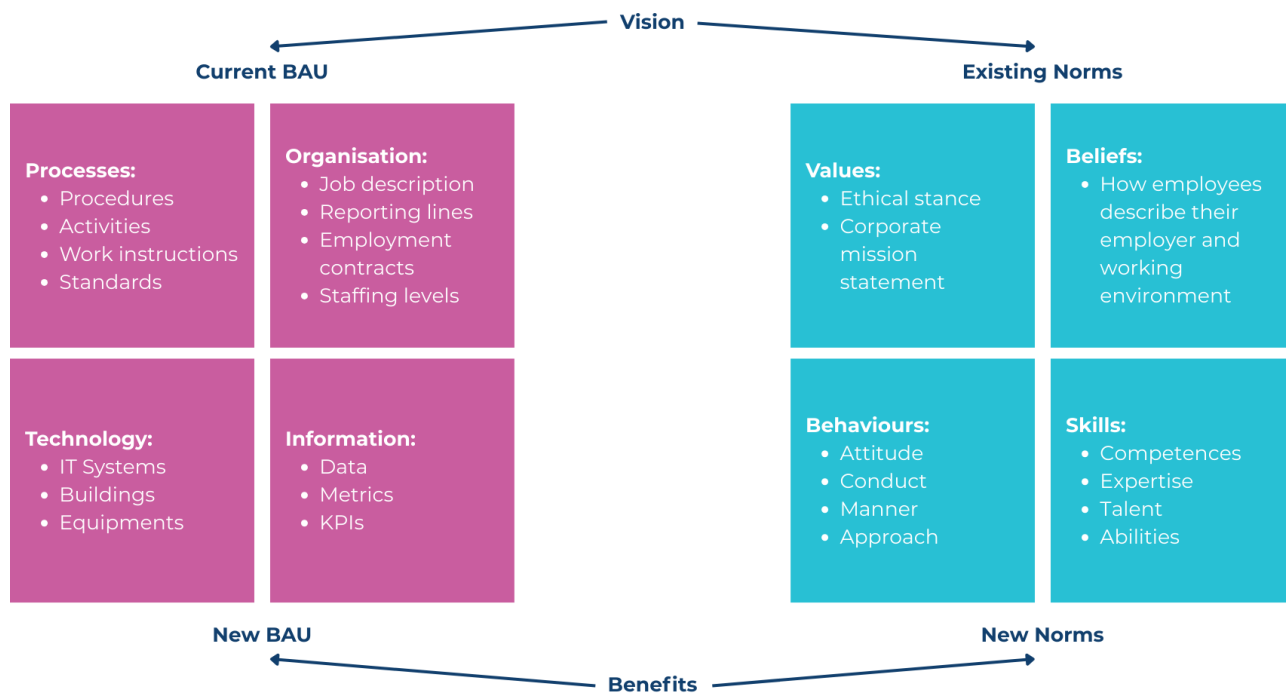 Vision
Current BAU
Existing Norms
Processes:
• Procedures
• Activities
• Work instructions
• Standards
Organisation:
• Job description
• Reporting lines
• Employment
contracts
• Staffing levels
Values:
• Ethical stance
• Corporate
mission
statement
Beliefs:
• How employees
describe their
employer and
working
environment
Technology:
• IT Systems
• Buildings
• Equipments
Information:
• Data
• Metrics
• KPIs
Behaviours:
• Attitude
• Conduct
• Manner
• Approach
Skills:
• Competences
• Expertise
• Talent
• Abilities
New BAU
New Norms
Benefits